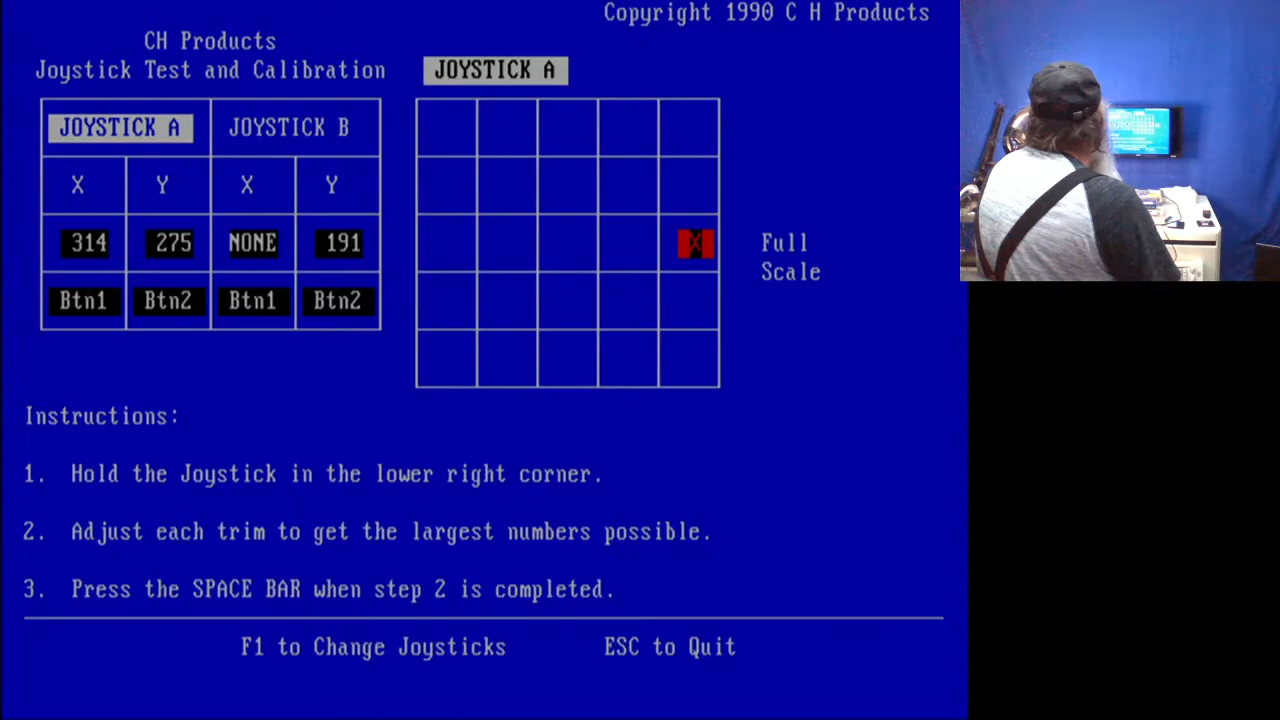 Copyright 1990 C H Products
CH Products
Joystick Test and Calibration
JOYSTICK A
JOYSTICK A JOYSTICK B
X Y X Y
314 275 NONE 191
Btn1 Btn2 Btn1 Btn2
X
Full
Scale
Instructions:
1. Hold the Joystick in the lower right corner.
2. Adjust each trim to get the largest numbers possible.
3. Press the SPACE BAR when step 2 is completed.
F1 to Change Joysticks ESC to Quit